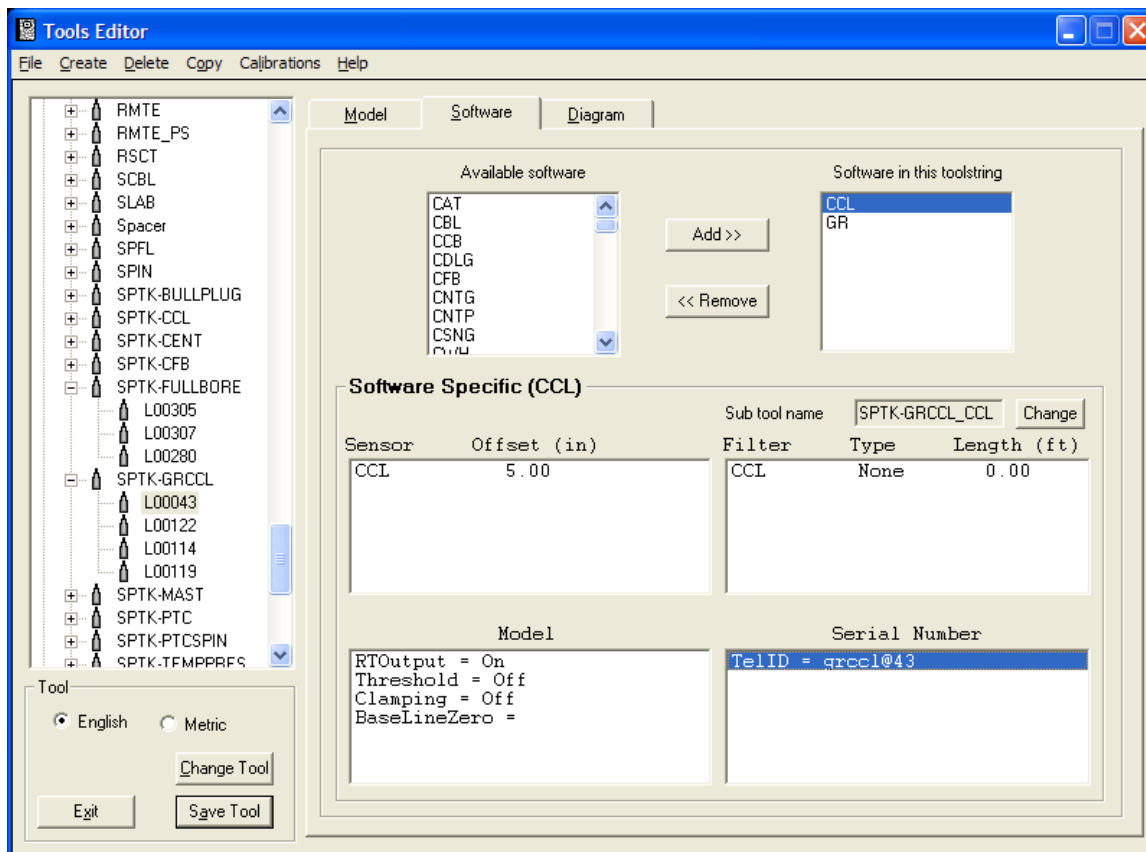 Tools Editor
File Create Delete Copy Calibrations Help
RMTE
RMTE_PS
RSCT
SCBL
SLAB
Spacer
SPFL
SPIN
SPTK-BULLPLUG
SPTK-CCL
SPTK-CENT
SPTK-CFB
SPTK-FULLBORE
L00305
L00307
L00280
SPTK-GRCCL
L00043
L00122
L00114
L00119
SPTK-MAST
SPTK-PTC
SPTK-PTCSPIN
SPTK-TEMPPRES
Tool
English Metric
Change Tool
Exit Save Tool
Model Software Diagram
Available software
CAT
CBL
CCB
CDLG
CFB
CNTG
CNTP
CSNG
CWH
Add >>
<< Remove
Software in this toolstring
CCL
GR
Software Specific (CCL)
Sub tool name SPTK-GRCCL_CCL Change
Sensor Offset (in)
CCL 5.00
Filter Type Length (ft)
CCL None 0.00
Model
RTOutput = On
Threshold = Off
Clamping = Off
BaseLineZero =
Serial Number
TelID = grccl@43